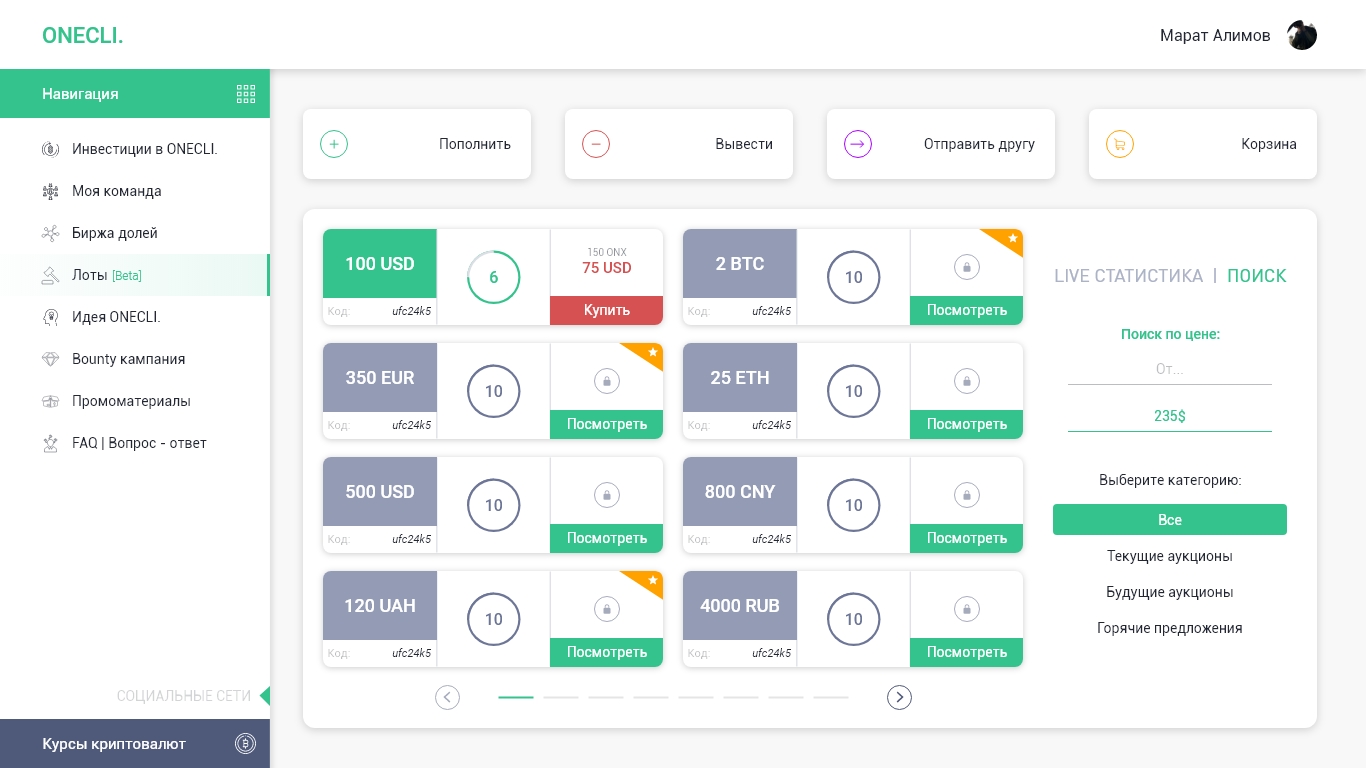 ONECLI.
Марат Алимов
Навигация
Инвестиции в ONECLI.
Моя команда
Биржа долей
Лоты [Beta]
Идея ONECLI.
Bounty кампания
Промоматериалы
FAQ | Вопрос - ответ
СОЦИАЛЬНЫЕ СЕТИ
Курсы криптовалют
Пополнить
Вывести
Отправить другу
Корзина
100 USD
Код: ufc24k5
6
150 ONX
75 USD
Купить
2 BTC
Код: ufc24k5
10
Посмотреть
350 EUR
Код: ufc24k5
10
Посмотреть
25 ETH
Код: ufc24k5
10
Посмотреть
500 USD
Код: ufc24k5
10
Посмотреть
800 CNY
Код: ufc24k5
10
Посмотреть
120 UAH
Код: ufc24k5
10
Посмотреть
4000 RUB
Код: ufc24k5
10
Посмотреть
LIVE СТАТИСТИКА | ПОИСК
Поиск по цене:
От...
235$
Выберите категорию:
Все
Текущие аукционы
Будущие аукционы
Горячие предложения